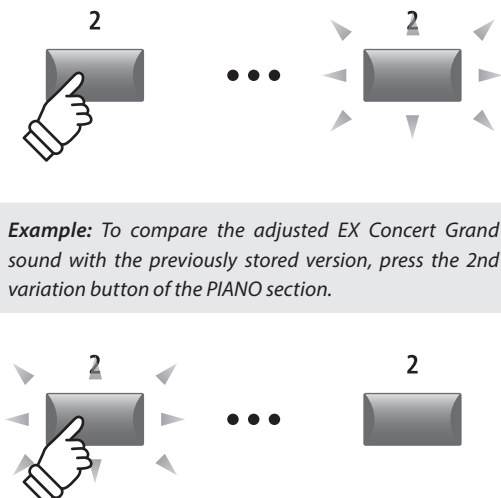 2 2
Example: To compare the adjusted EX Concert Grand
sound with the previously stored version, press the 2nd
variation button of the PIANO section.
2 2